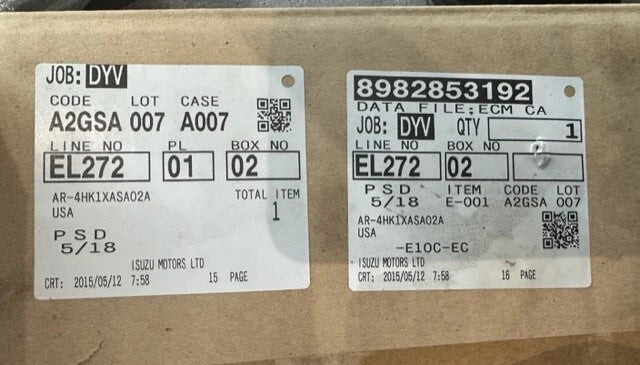 JOB: DYV
CODE LOT CASE
A2GSA 007 A007
LINE NO PL BOX NO
EL272 01 02
AR-4HK1XASA02A TOTAL ITEM
USA 1
PSD
5/18
ISUZU MOTORS LTD
CRT: 2015/05/12 7:58 15 PAGE
8982853192
DATA FILE;ECM CA
JOB: DYV QTY 1
LINE NO BOX NO
EL272 02
PSD ITEM CODE LOT
5/18 E-001 A2GSA 007
AR-4HK1XASA02A
USA
-E10C-EC
ISUZU MOTORS LTD
CRT: 2015/05/12 7:58 16 PAGE